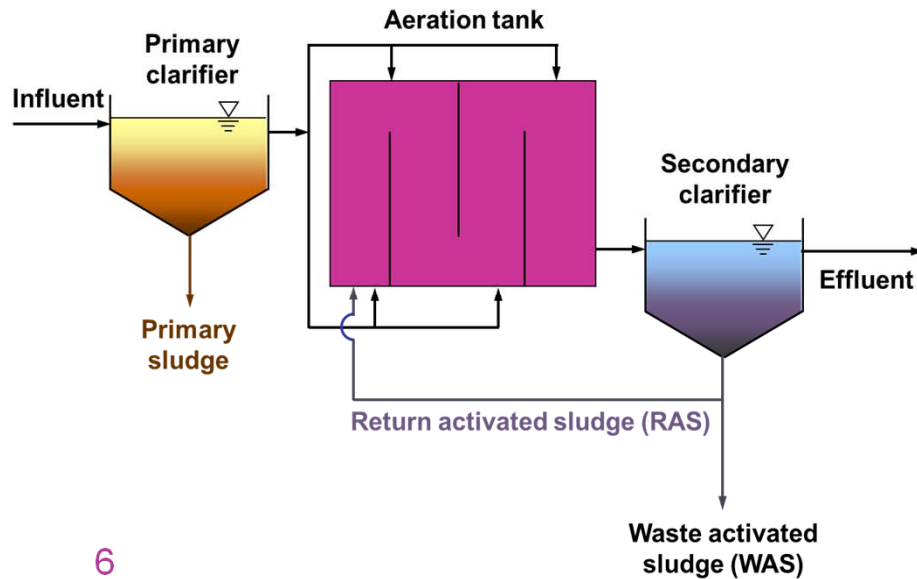 Aeration tank
Primary
clarifier
Influent
Secondary
clarifier
Effluent
Primary
sludge
Return activated sludge (RAS)
Waste activated
sludge (WAS)
6